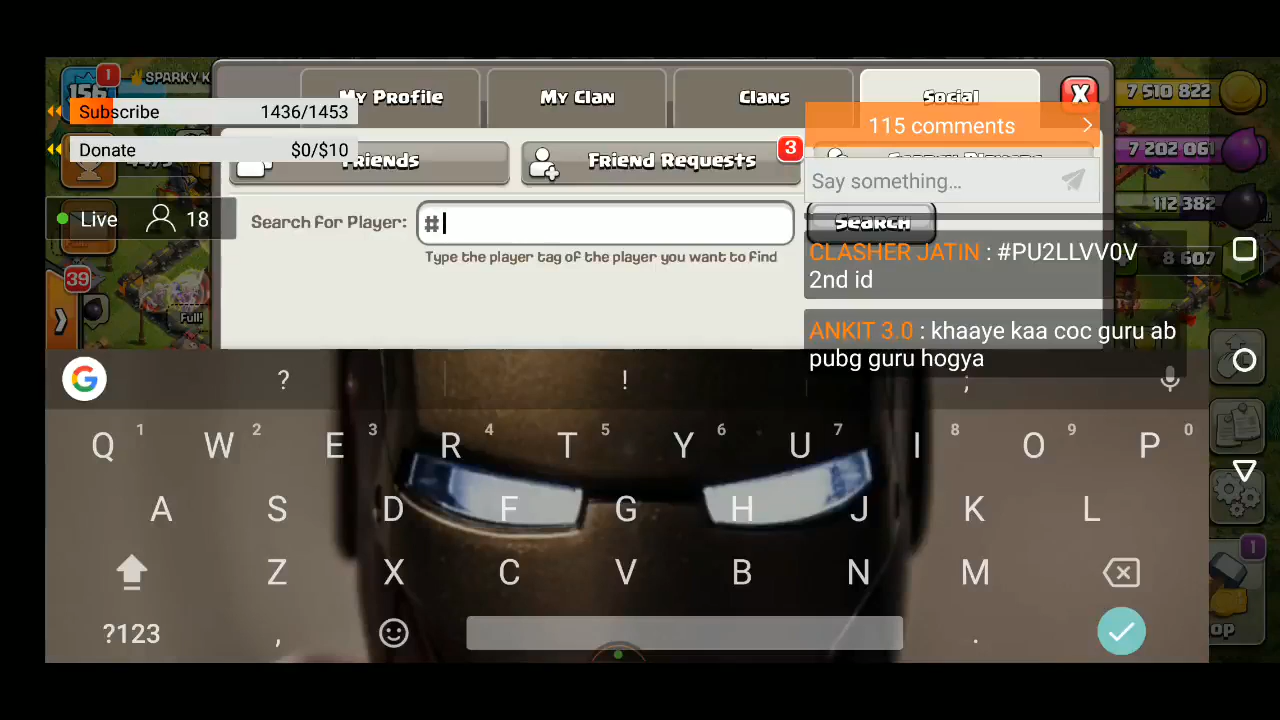 1
SPARKY K
156
My Profile
My Clan
Clans
Social
X
7 510 822
Subscribe 1436/1453
115 comments
Donate $0/$10
Friends
Friend Requests
3
7 202 061
Say something...
Live 18
Search for Player:
#
Search
112 382
Type the player tag of the player you want to find
CLASHER JATIN : #PU2LLVV0V
2nd id
8 607
39
Full!
ANKIT 3.0 : khaaye kaa coc guru ab
pubg guru hogya
G ? ! ;
Q 1 W 2 E 3 R 4 T 5 Y 6 U 7 I 8 O 9 P 0
A S D F G H J K L
Z X C V B N M
1
?123 , .